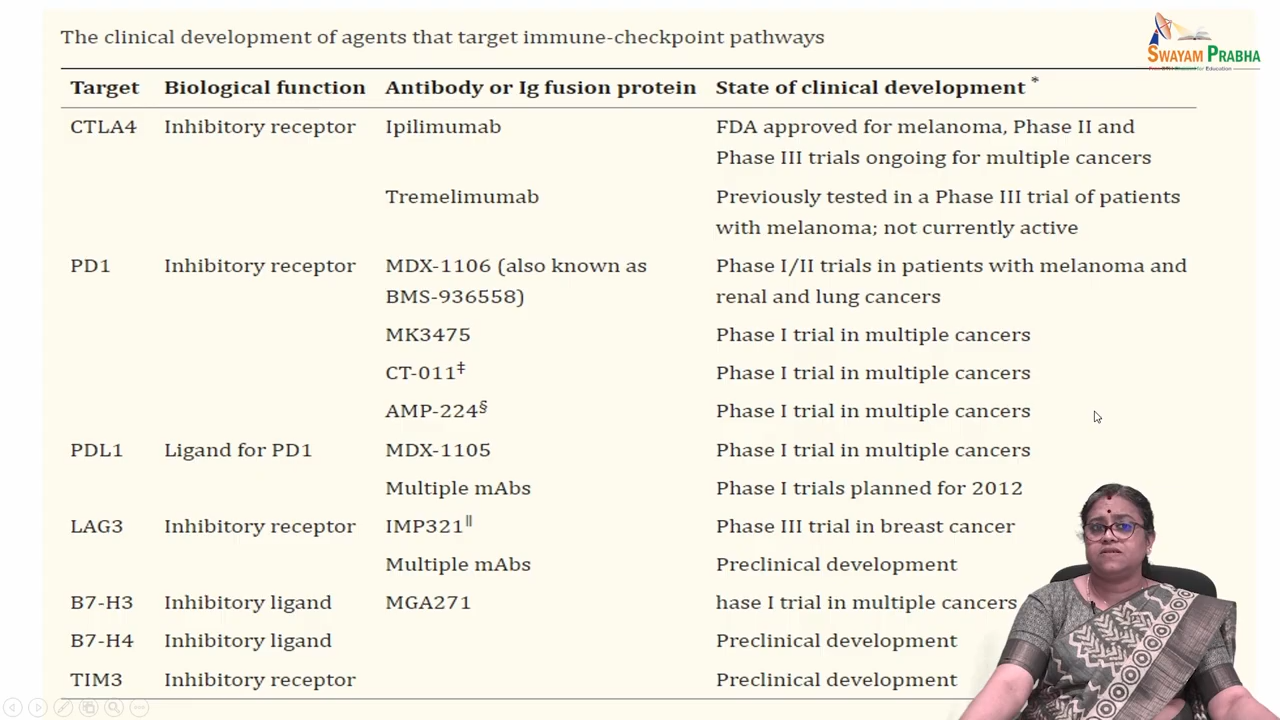 The clinical development of agents that target immune-checkpoint pathways
SWAYAM PRABHA
Target Biological function Antibody or Ig fusion protein State of clinical development *
CTLA4 Inhibitory receptor Ipilimumab FDA approved for melanoma, Phase II and
Phase III trials ongoing for multiple cancers
Tremelimumab Previously tested in a Phase III trial of patients
with melanoma; not currently active
PD1 Inhibitory receptor MDX-1106 (also known as Phase I/II trials in patients with melanoma and
BMS-936558) renal and lung cancers
MK3475 Phase I trial in multiple cancers
CT-011‡ Phase I trial in multiple cancers
AMP-224§ Phase I trial in multiple cancers
PDL1 Ligand for PD1 MDX-1105 Phase I trial in multiple cancers
Multiple mAbs Phase I trials planned for 2012
LAG3 Inhibitory receptor IMP321‖ Phase III trial in breast cancer
Multiple mAbs Preclinical development
B7-H3 Inhibitory ligand MGA271 hase I trial in multiple cancers
B7-H4 Inhibitory ligand Preclinical development
TIM3 Inhibitory receptor Preclinical development